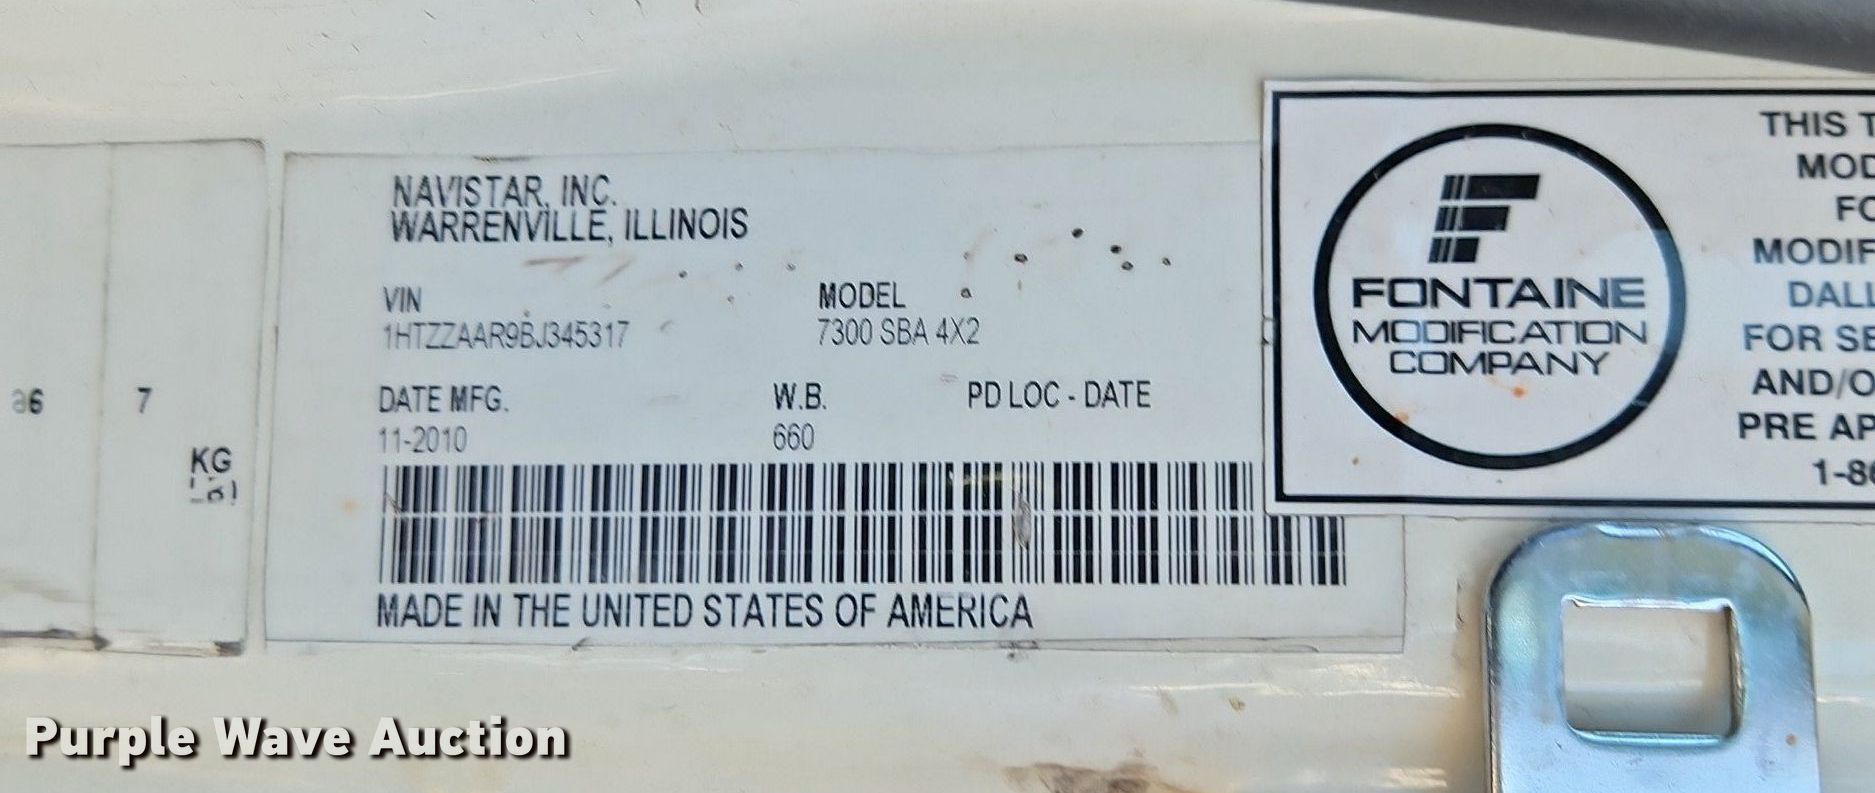 NAVISTAR, INC.
WARRENVILLE, ILLINOIS
VIN
1HTZZAAR9BJ345317
MODEL
7300 SBA 4X2
DATE MFG.
11-2010
W.B.
660
PD LOC - DATE
MADE IN THE UNITED STATES OF AMERICA
7
KG
F
FONTAINE
MODIFICATION
COMPANY
THIS T
MOD
FO
MODIF
DALL
FOR SE
AND/O
PRE AP
1-8
Purple Wave Auction